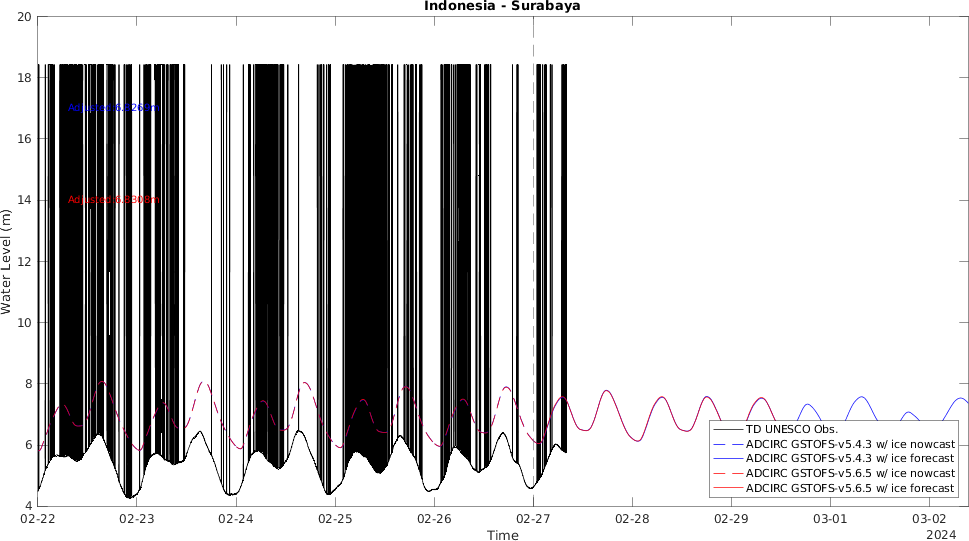 Indonesia - Surabaya
20
18
16
14
12
10
8
6
4
Water Level (m)
Adjusted
Adjusted
02-22
02-23
02-24
02-25
02-26
02-27
02-28
02-29
03-01
03-02
Time
2024
TD UNESCO Obs.
ADCIRC GSTOFS-v5.4.3 w/ ice nowcast
ADCIRC GSTOFS-v5.4.3 w/ ice forecast
ADCIRC GSTOFS-v5.6.5 w/ ice nowcast
ADCIRC GSTOFS-v5.6.5 w/ ice forecast